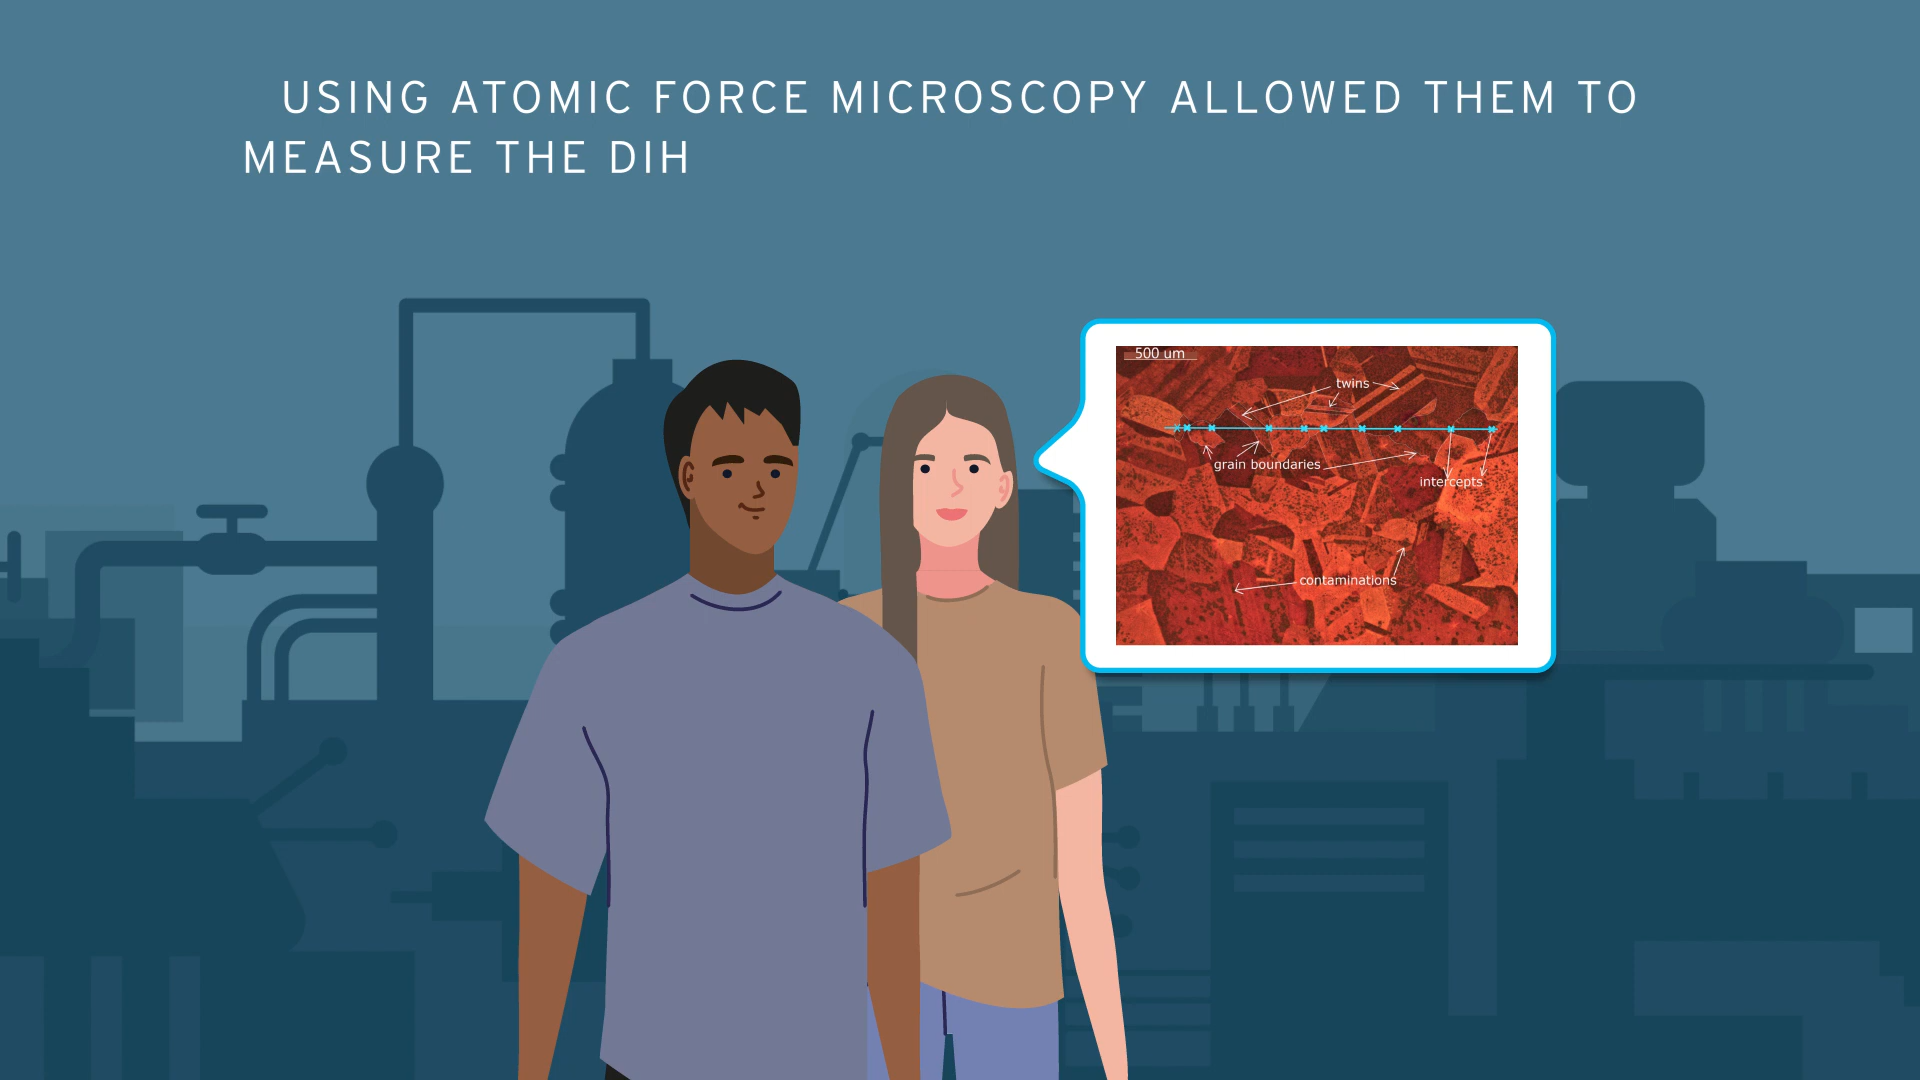 USING ATOMIC FORCE MICROSCOPY ALLOWED THEM TO
MEASURE THE DIH
500 um
twins
grain boundaries
intercepts
contaminations